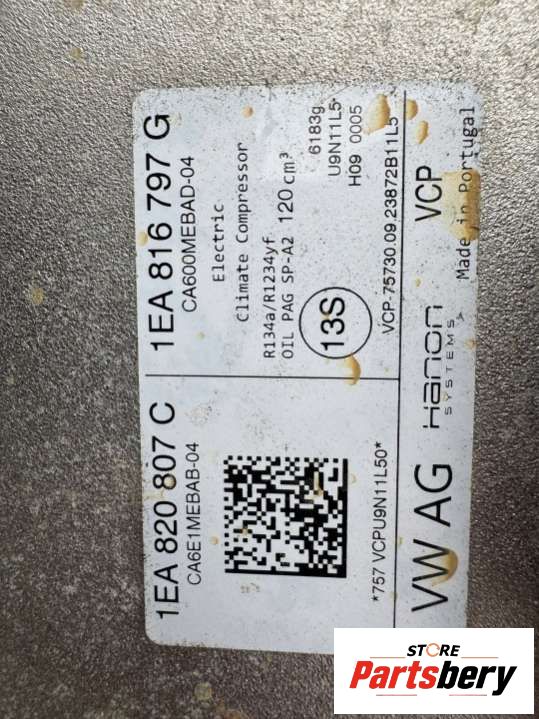 1EA 820 807 C
CA6E1MEBAB-04
1EA 816 797 G
CA600MEBAD-04
Electric
Climate Compressor
R134a/R1234yf
OIL PAG SP-A2 120 cm³
13S
6183g
U9N11L5
H09 0005
*757 VCPU9N11L50*
VCP-75730.09.23872B11L5
VW AG
Hanon
SYSTEMS
VCP
Made in Portugal
STORE
Partsbery